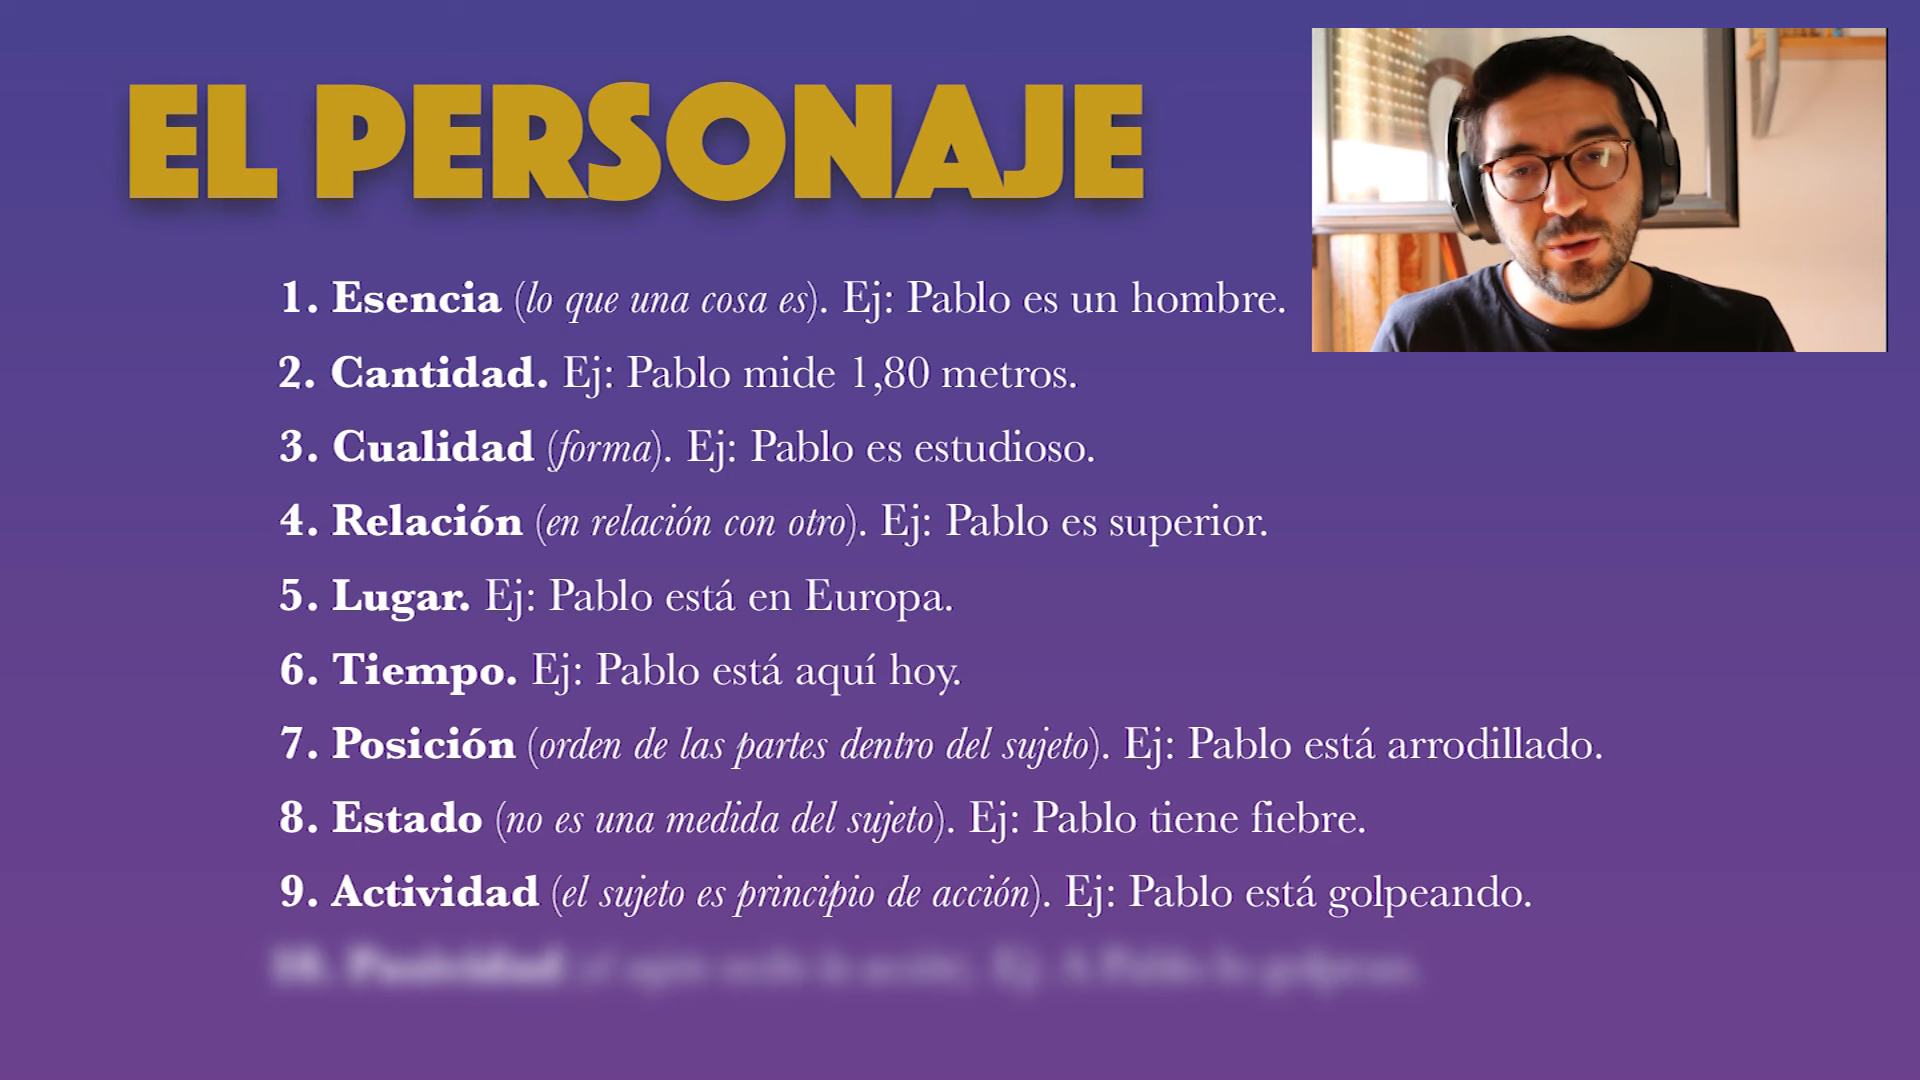 EL PERSONAJE
1. Esencia (lo que una cosa es). Ej: Pablo es un hombre.
2. Cantidad. Ej: Pablo mide 1,80 metros.
3. Cualidad (forma). Ej: Pablo es estudioso.
4. Relación (en relación con otro). Ej: Pablo es superior.
5. Lugar. Ej: Pablo está en Europa.
6. Tiempo. Ej: Pablo está aquí hoy.
7. Posición (orden de las partes dentro del sujeto). Ej: Pablo está arrodillado.
8. Estado (no es una medida del sujeto). Ej: Pablo tiene fiebre.
9. Actividad (el sujeto es principio de acción). Ej: Pablo está golpeando.